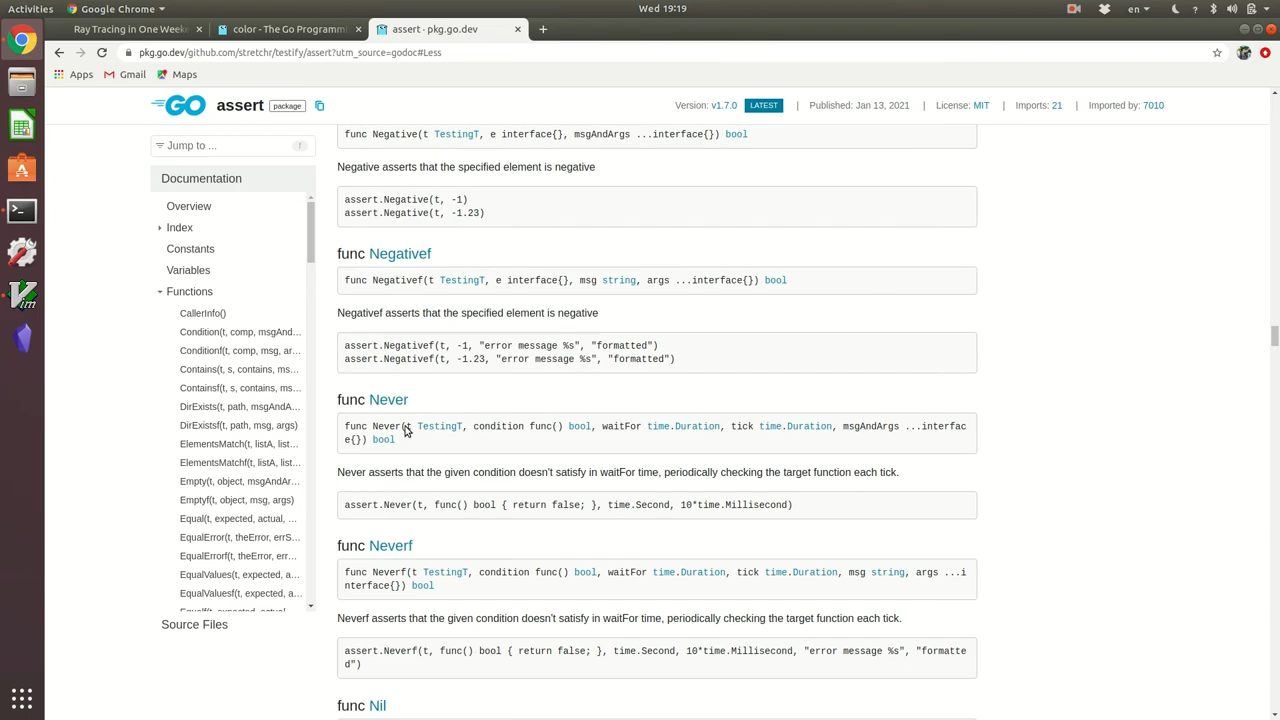 Activities
Google Chrome
Wed 19:19
en
Ray Tracing in One Weeke
color - The Go Programmi
assert · pkg.go.dev
pkg.go.dev/github.com/stretchr/testify/assert?utm_source=godoc#Less
Apps
Gmail
Maps
GO
assert
package
Version: v1.7.0
LATEST
| Published: Jan 13, 2021
| License: MIT
| Imports: 21
| Imported by: 7010
Jump to ...
f
Documentation
Overview
Index
Constants
Variables
Functions
CallerInfo()
Condition(t, comp, msgAnd...
Conditionf(t, comp, msg, ar...
Contains(t, s, contains, ms...
Containsf(t, s, contains, ms...
DirExists(t, path, msgAndA...
DirExistsf(t, path, msg, args)
ElementsMatch(t, listA, list...
ElementsMatchf(t, listA, list...
Empty(t, object, msgAndAr...
Emptyf(t, object, msg, args)
Equal(t, expected, actual, ...
EqualError(t, theError, errS...
EqualErrorf(t, theError, err...
EqualValues(t, expected, a...
EqualValuesf(t, expected, a...
Equalf(t, expected, actual,
Source Files
func Negative(t TestingT, e interface{}, msgAndArgs ...interface{}) bool
Negative asserts that the specified element is negative
assert.Negative(t, -1)
assert.Negative(t, -1.23)
func Negativef
func Negativef(t TestingT, e interface{}, msg string, args ...interface{}) bool
Negativef asserts that the specified element is negative
assert.Negativef(t, -1, "error message %s", "formatted")
assert.Negativef(t, -1.23, "error message %s", "formatted")
func Never
func Never(t TestingT, condition func() bool, waitFor time.Duration, tick time.Duration, msgAndArgs ...interfac
e{}) bool
Never asserts that the given condition doesn't satisfy in waitFor time, periodically checking the target function each tick.
assert.Never(t, func() bool { return false; }, time.Second, 10*time.Millisecond)
func Neverf
func Neverf(t TestingT, condition func() bool, waitFor time.Duration, tick time.Duration, msg string, args ...i
nterface{}) bool
Neverf asserts that the given condition doesn't satisfy in waitFor time, periodically checking the target function each tick.
assert.Neverf(t, func() bool { return false; }, time.Second, 10*time.Millisecond, "error message %s", "formatte
d")
func Nil